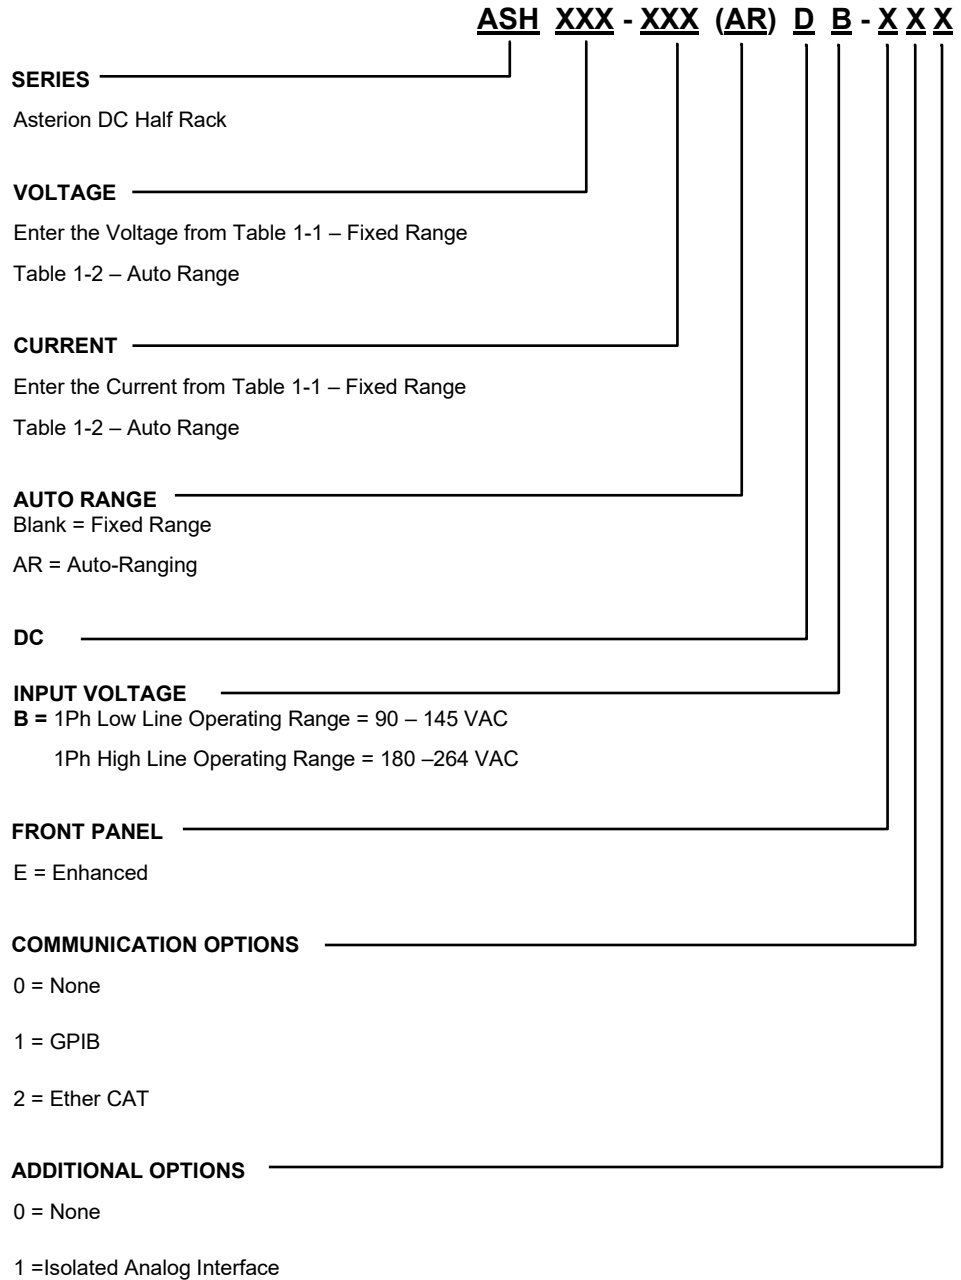 ASH XXX - XXX (AR) D B - X X X
SERIES
Asterion DC Half Rack
VOLTAGE
Enter the Voltage from Table 1-1 – Fixed Range
Table 1-2 – Auto Range
CURRENT
Enter the Current from Table 1-1 – Fixed Range
Table 1-2 – Auto Range
AUTO RANGE
Blank = Fixed Range
AR = Auto-Ranging
DC
INPUT VOLTAGE
B = 1Ph Low Line Operating Range = 90 – 145 VAC
1Ph High Line Operating Range = 180 –264 VAC
FRONT PANEL
E = Enhanced
COMMUNICATION OPTIONS
0 = None
1 = GPIB
2 = Ether CAT
ADDITIONAL OPTIONS
0 = None
1 =Isolated Analog Interface